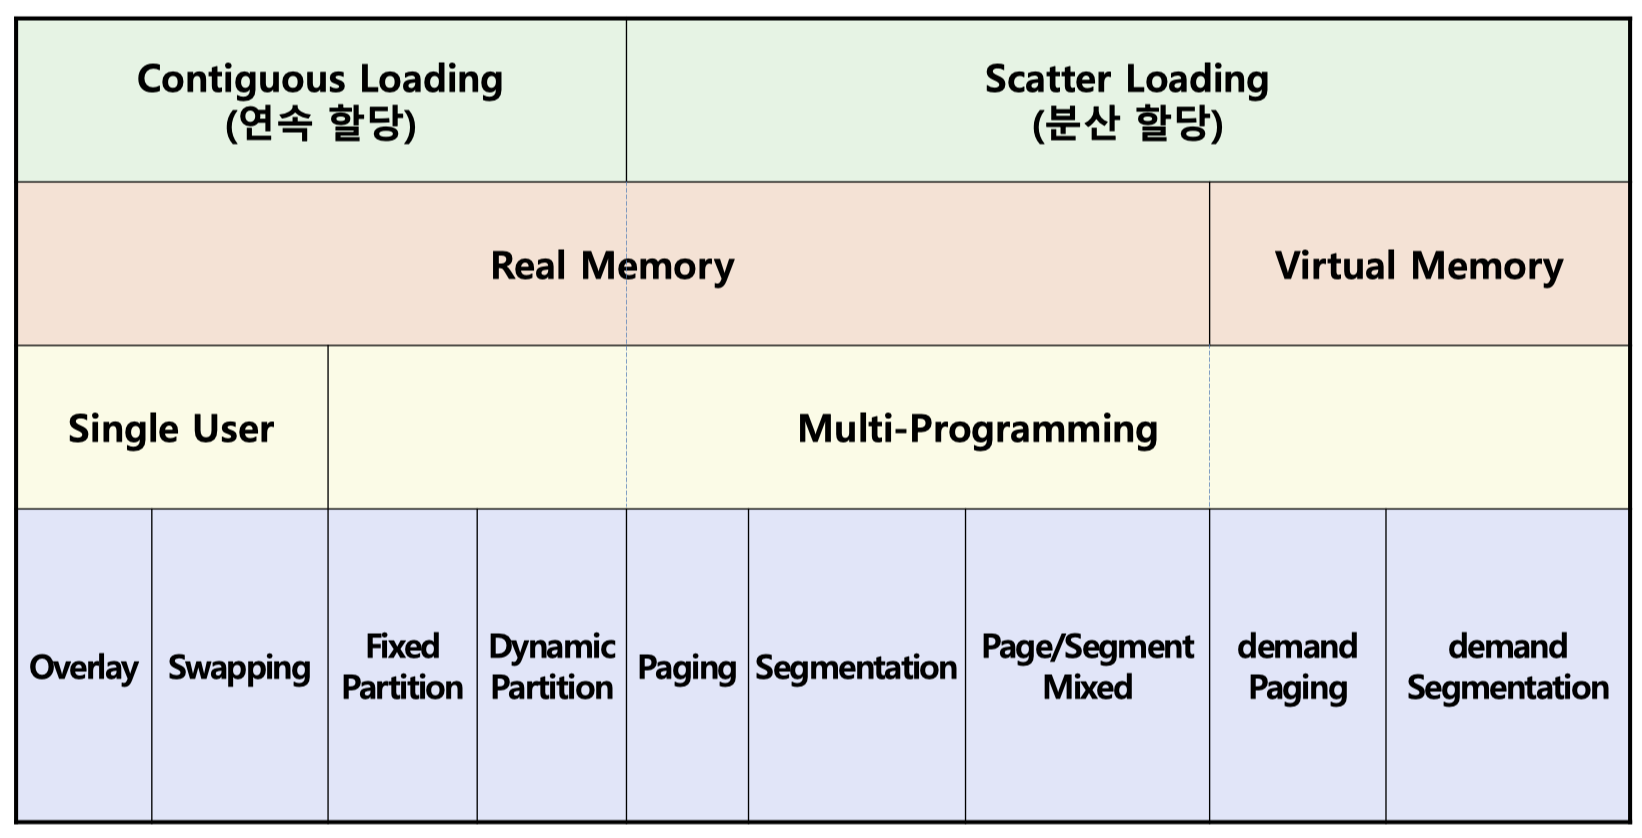 Contiguous Loading
(연속 할당)
Scatter Loading
(분산 할당)
Real Memory
Virtual Memory
Single User
Multi-Programming
Overlay
Swapping
Fixed
Partition
Dynamic
Partition
Paging
Segmentation
Page/Segment
Mixed
demand
Paging
demand
Segmentation